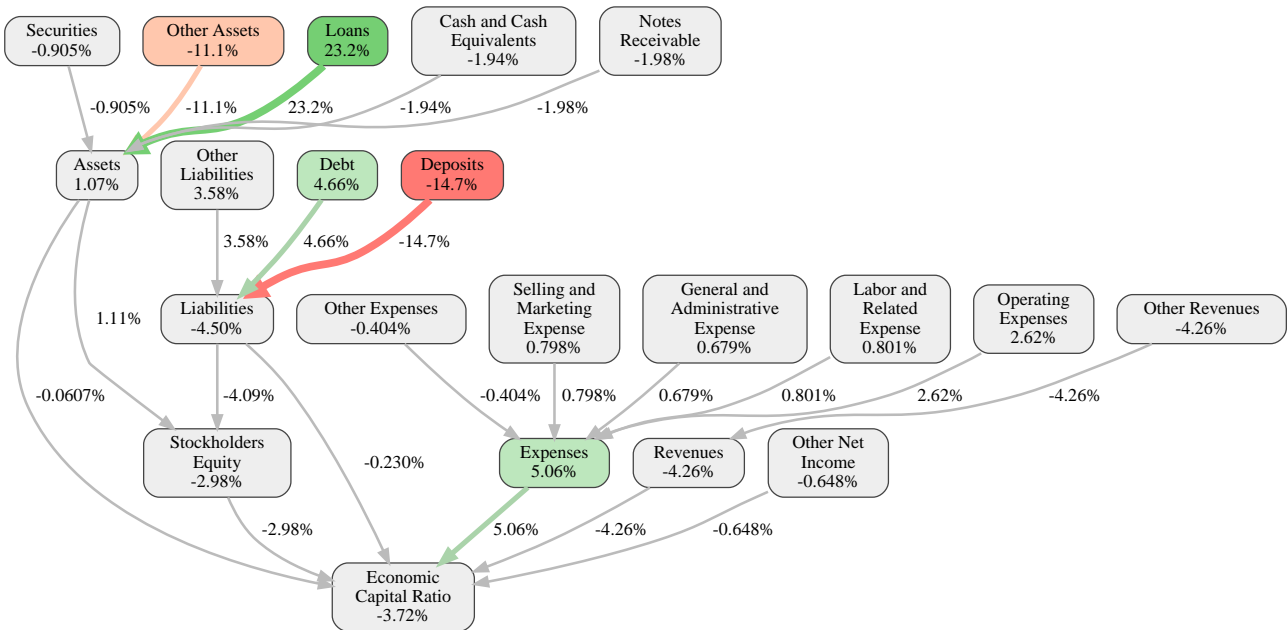 Securities
-0.905%
Other Assets
-11.1%
Loans
23.2%
Cash and Cash
Equivalents
-1.94%
Notes
Receivable
-1.98%
-0.905%
-11.1%
23.2%
-1.94%
-1.98%
Assets
1.07%
Other
Liabilities
3.58%
Debt
4.66%
Deposits
-14.7%
3.58%
4.66%
-14.7%
Liabilities
-4.50%
Other Expenses
-0.404%
Selling and
Marketing
Expense
0.798%
General and
Administrative
Expense
0.679%
Labor and
Related
Expense
0.801%
Operating
Expenses
2.62%
Other Revenues
-4.26%
1.11%
-0.0607%
-4.09%
-0.404%
0.798%
0.679%
0.801%
2.62%
-4.26%
Stockholders
Equity
-2.98%
-0.230%
Expenses
5.06%
Revenues
-4.26%
Other Net
Income
-0.648%
-2.98%
5.06%
-4.26%
-0.648%
Economic
Capital Ratio
-3.72%